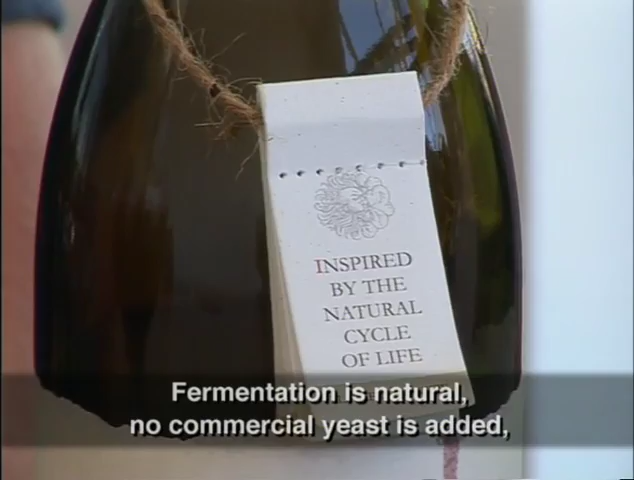 INSPIRED
BY THE
NATURAL
CYCLE
OF LIFE
Fermentation is natural,
no commercial yeast is added,